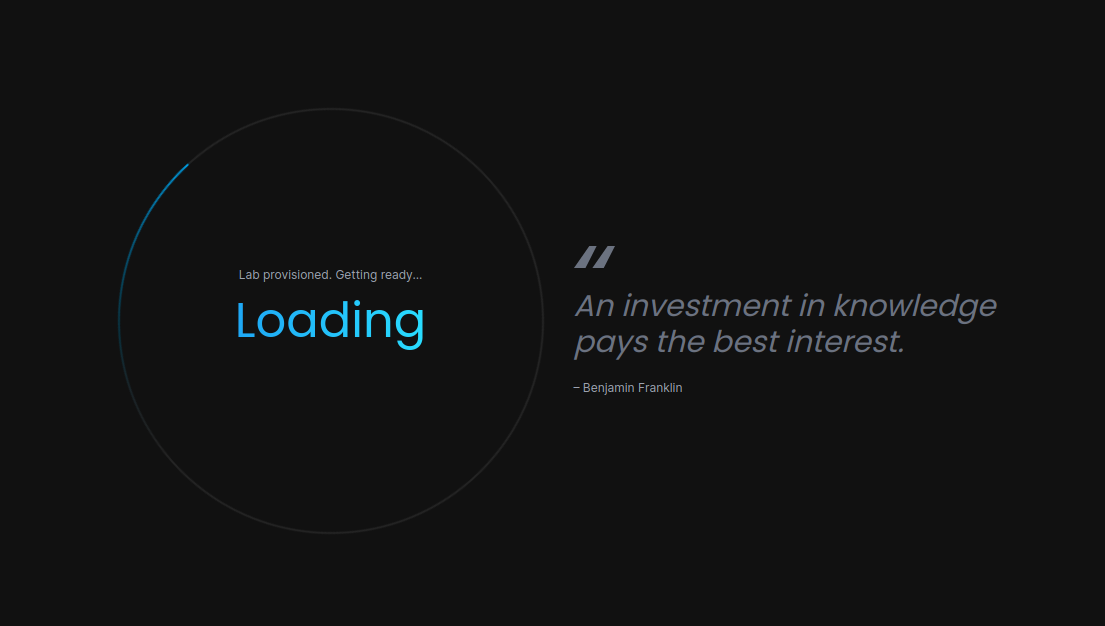 Lab provisioned. Getting ready...
Loading
An investment in knowledge
pays the best interest.
– Benjamin Franklin